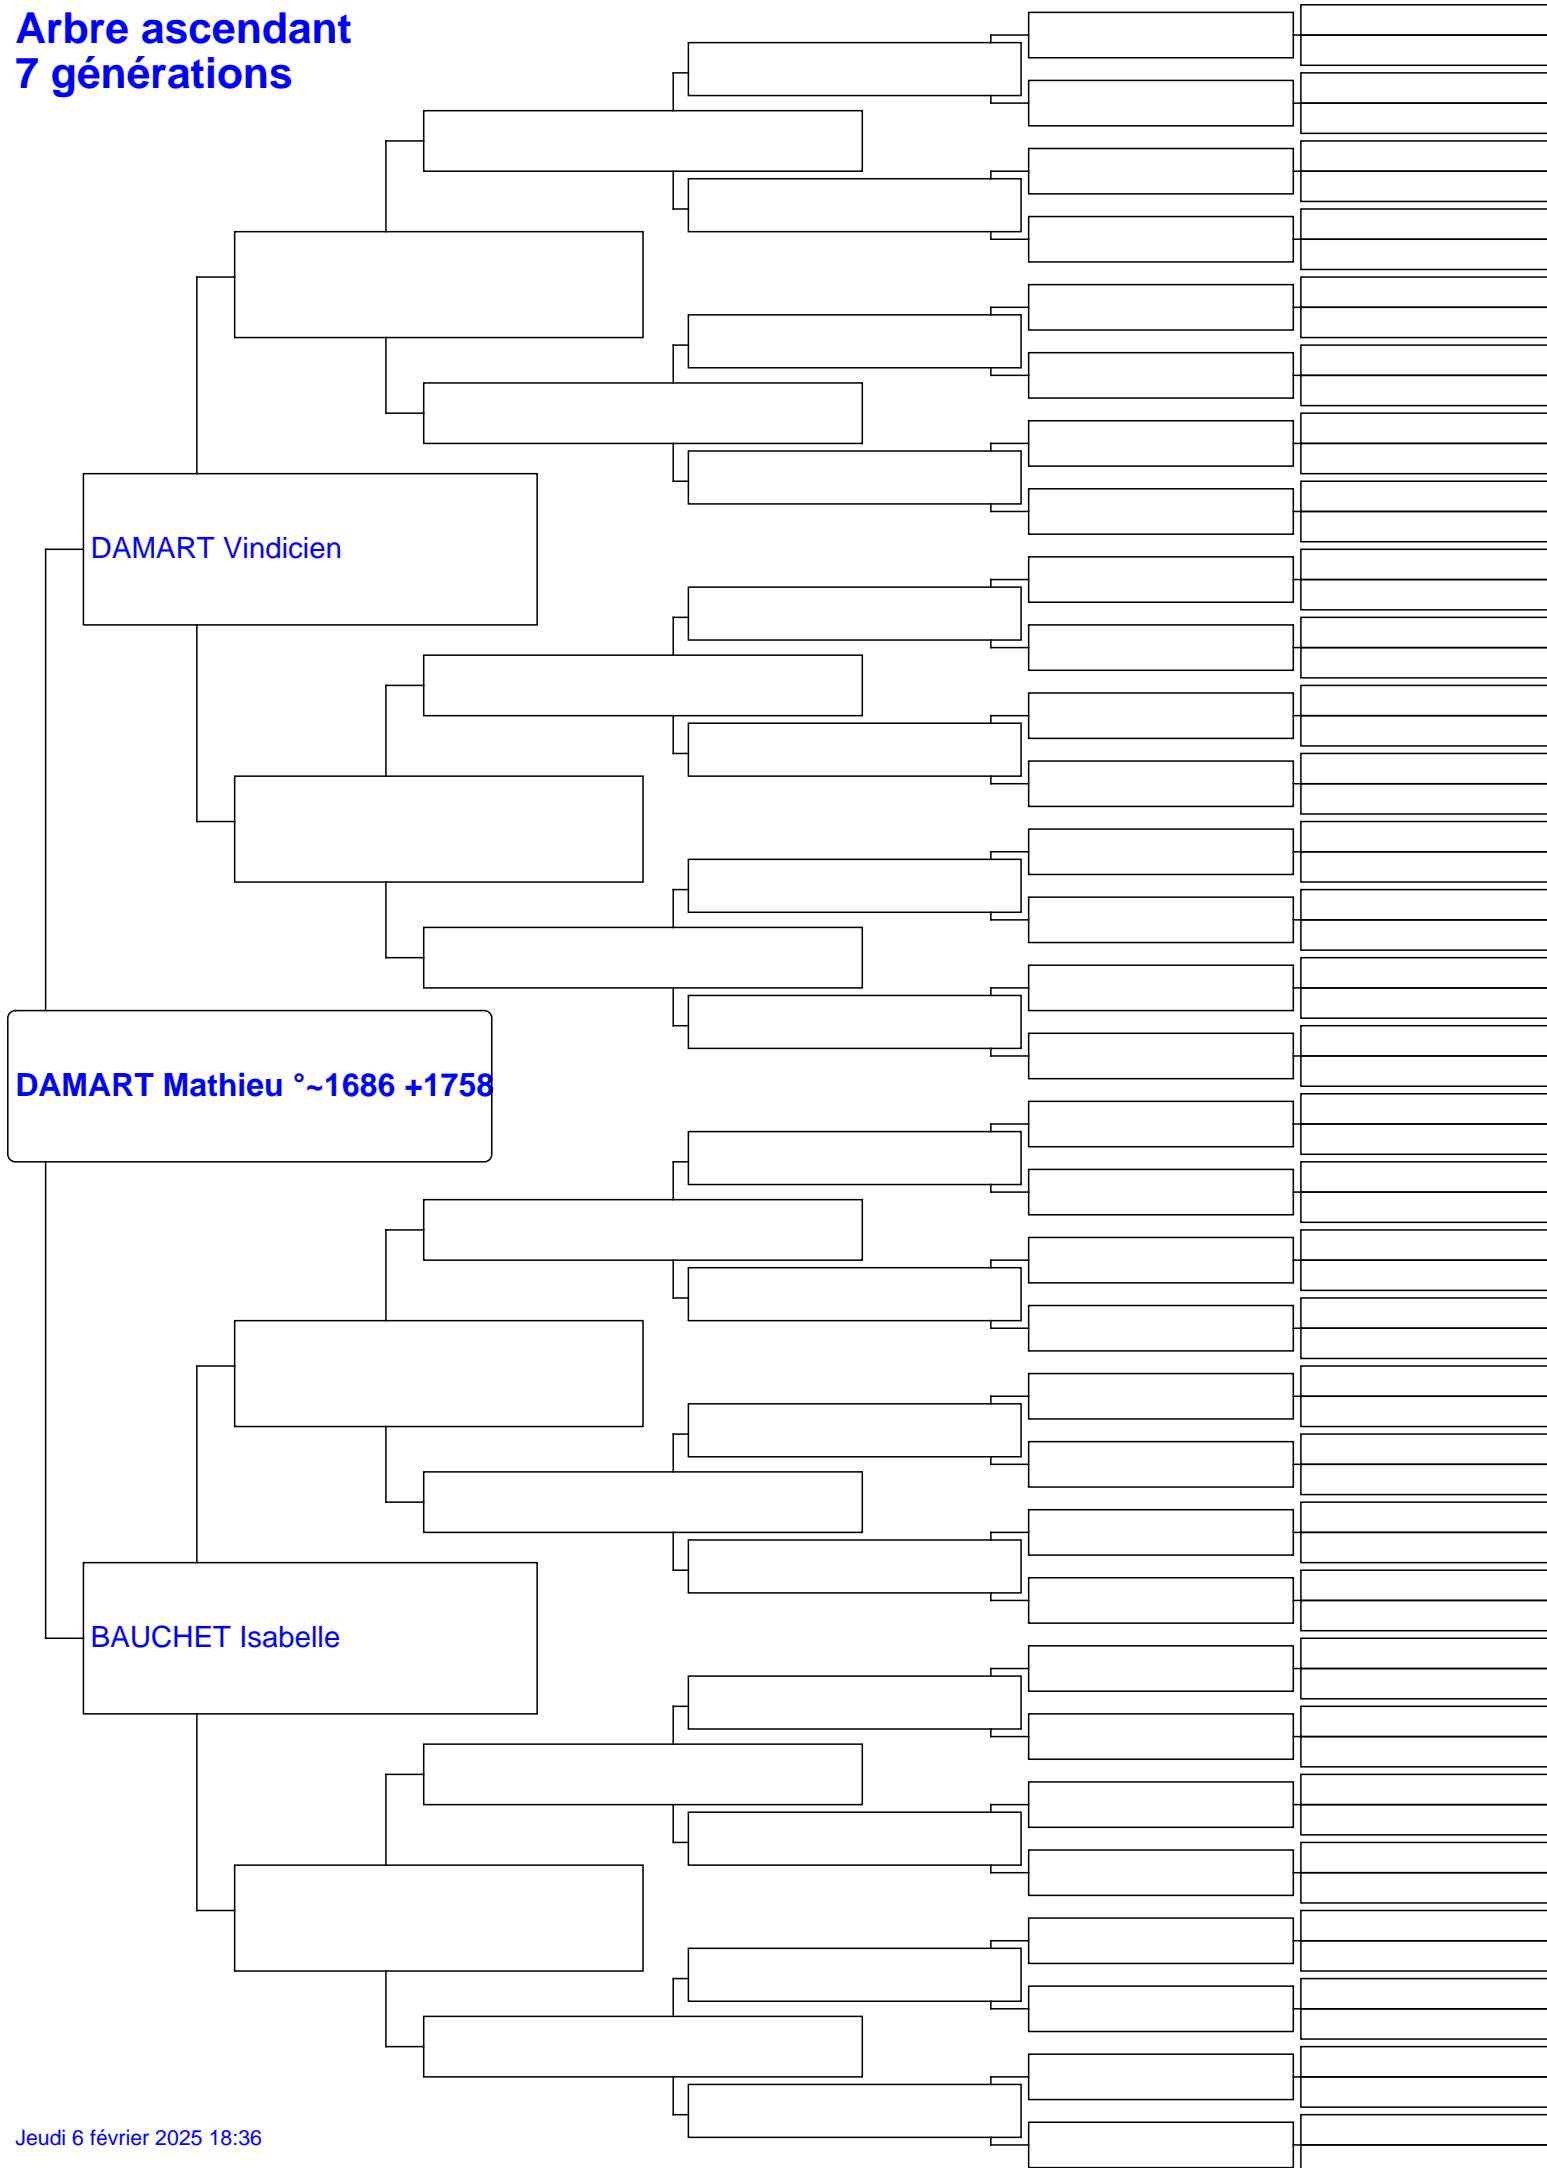 Arbre ascendant
7 générations
DAMART Vindicien
DAMART Mathieu °~1686 +1758
BAUCHET Isabelle
Jeudi 6 février 2025 18:36